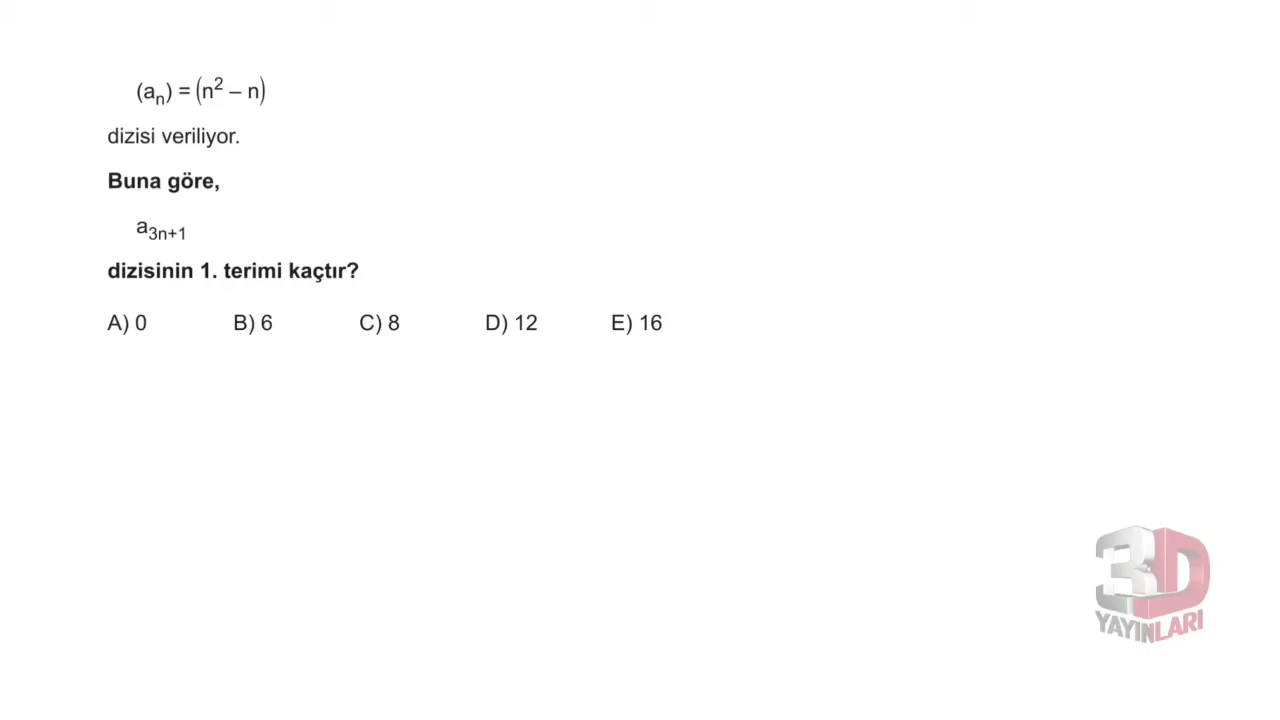 (aₙ) = (n² – n)
dizisi veriliyor.
Buna göre,
a₃ₙ₊₁
dizisinin 1. terimi kaçtır?
A) 0 B) 6 C) 8 D) 12 E) 16
3D
YAYINLARI